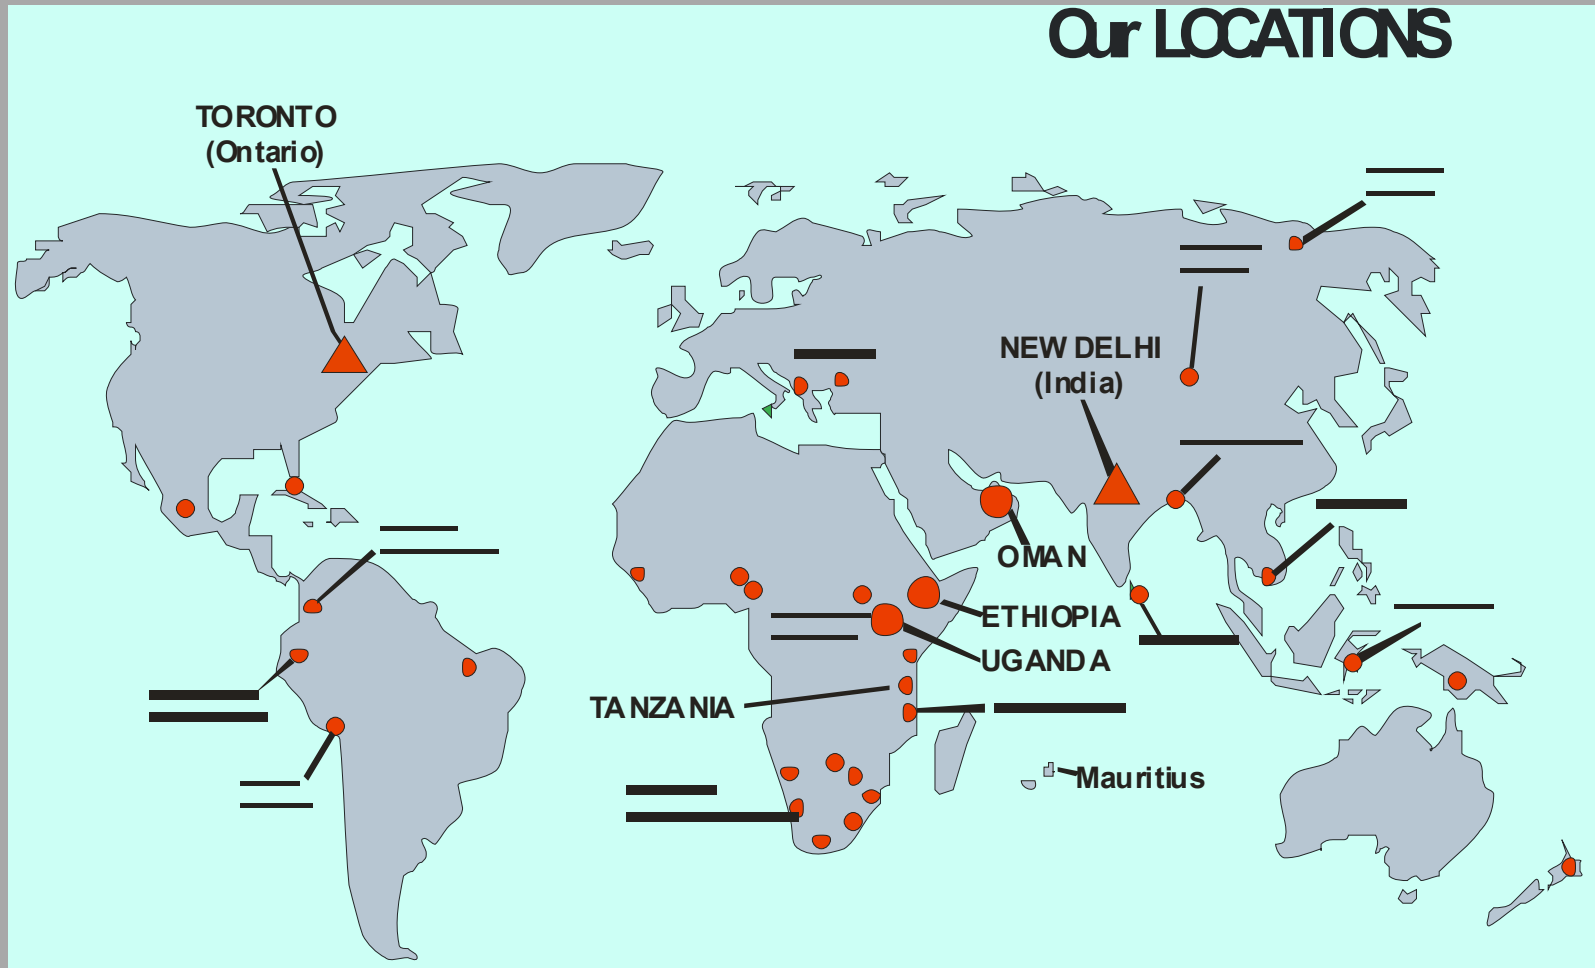 Our LOCATIONS
TORONTO
(Ontario)
NEW DELHI
(India)
OMAN
ETHIOPIA
UGANDA
TANZANIA
Mauritius